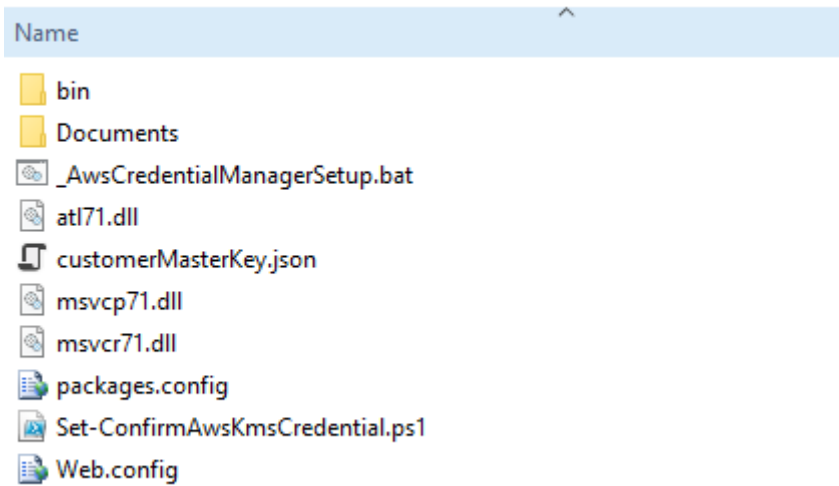 Name
bin
Documents
_AwsCredentialManagerSetup.bat
atl71.dll
customerMasterKey.json
msvcp71.dll
msvcr71.dll
packages.config
Set-ConfirmAwsKmsCredential.ps1
Web.config